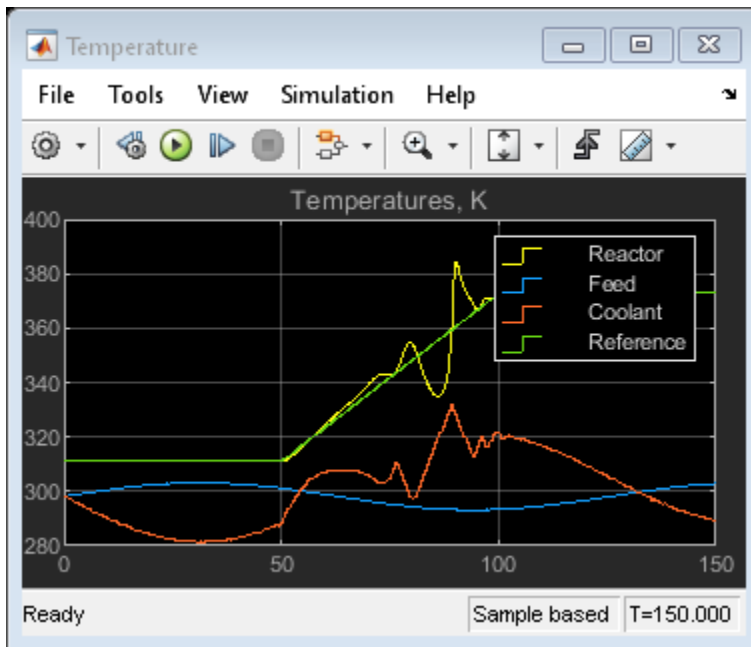 Temperature
File Tools View Simulation Help
Temperatures, K
400
380
360
340
320
300
280
0 50 100 150
Reactor
Feed
Coolant
Reference
Ready Sample based T=150.000